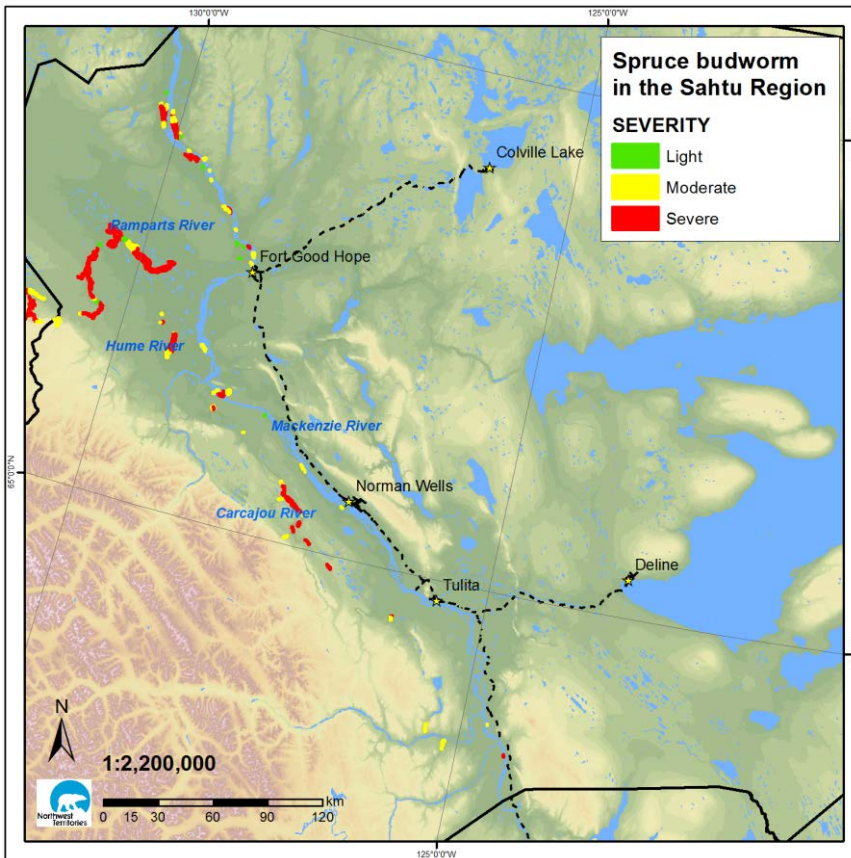 130°0'0"W
125°0'0"W
Spruce budworm
in the Sahtu Region
SEVERITY
Light
Moderate
Severe
Colville Lake
Ramparts River
Fort Good Hope
Hume River
Mackenzie River
65°0'0"N
Norman Wells
Carcajou River
Deline
Tulita
N
1:2,200,000
km
0 15 30 60 90 120
Northwest
Territories
125°0'0"W